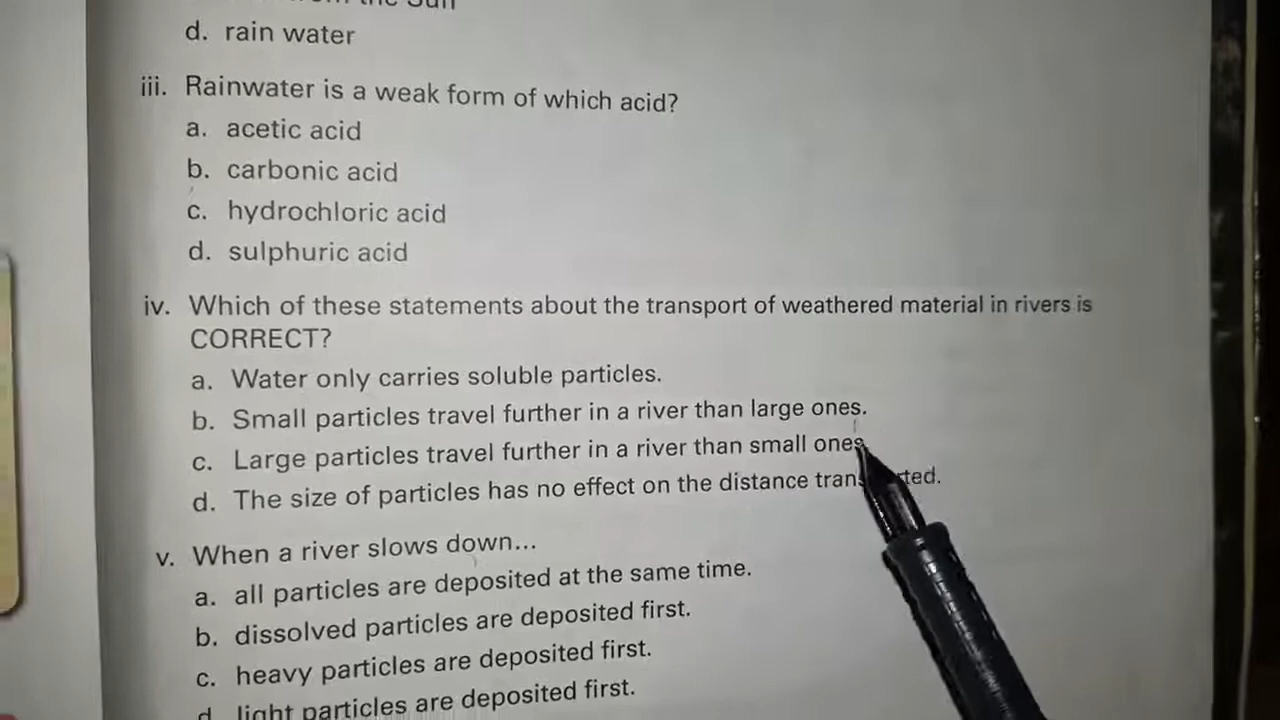 the Sun
d. rain water
iii. Rainwater is a weak form of which acid?
a. acetic acid
b. carbonic acid
c. hydrochloric acid
d. sulphuric acid
iv. Which of these statements about the transport of weathered material in rivers is
CORRECT?
a. Water only carries soluble particles.
b. Small particles travel further in a river than large ones.
c. Large particles travel further in a river than small ones.
d. The size of particles has no effect on the distance
v. When a river slows down...
a. all particles are deposited at the same time.
b. dissolved particles are deposited first.
c. heavy particles are deposited first.
d. light particles are deposited first.